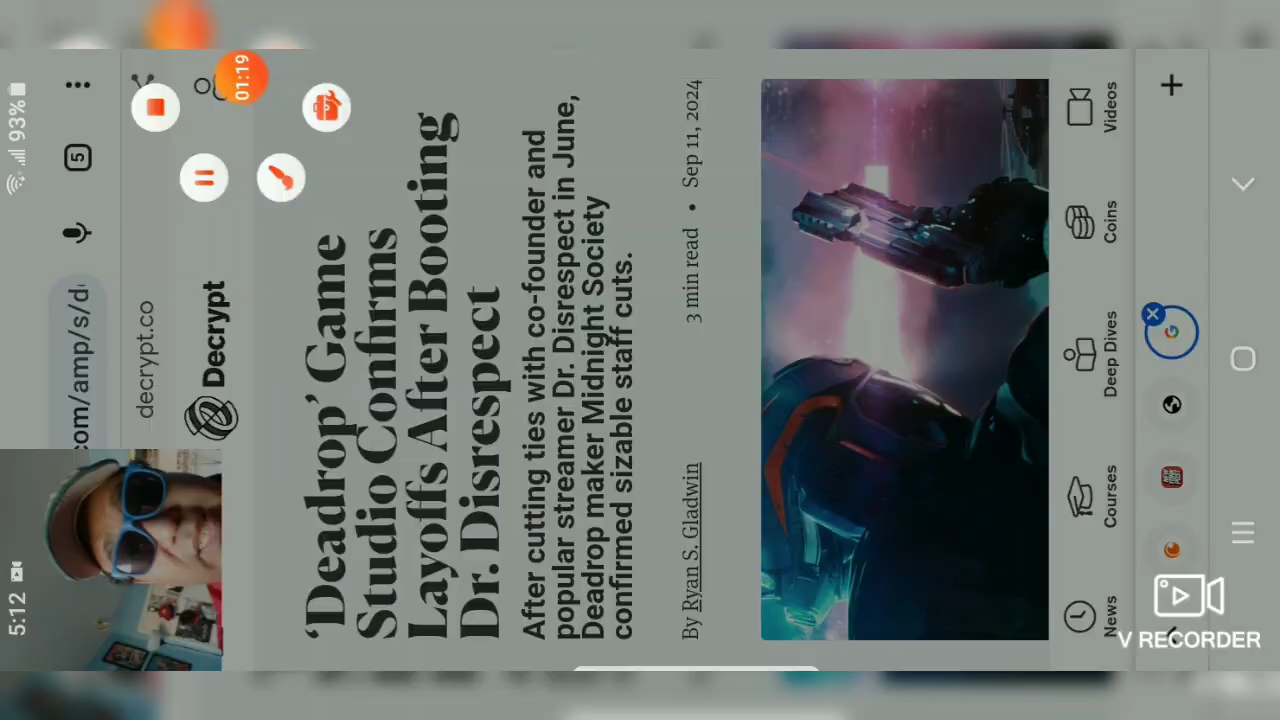 5:12
93%
5
01:19
.com/amp/s/d
decrypt.co
Decrypt
‘Deadrop’ Game
Studio Confirms
Layoffs After Booting
Dr. Disrespect
After cutting ties with co-founder and
popular streamer Dr. Disrespect in June,
Deadrop maker Midnight Society
confirmed sizable staff cuts.
By Ryan S. Gladwin
3 min read • Sep 11, 2024
News
Courses
Deep Dives
Coins
Videos
V RECORDER